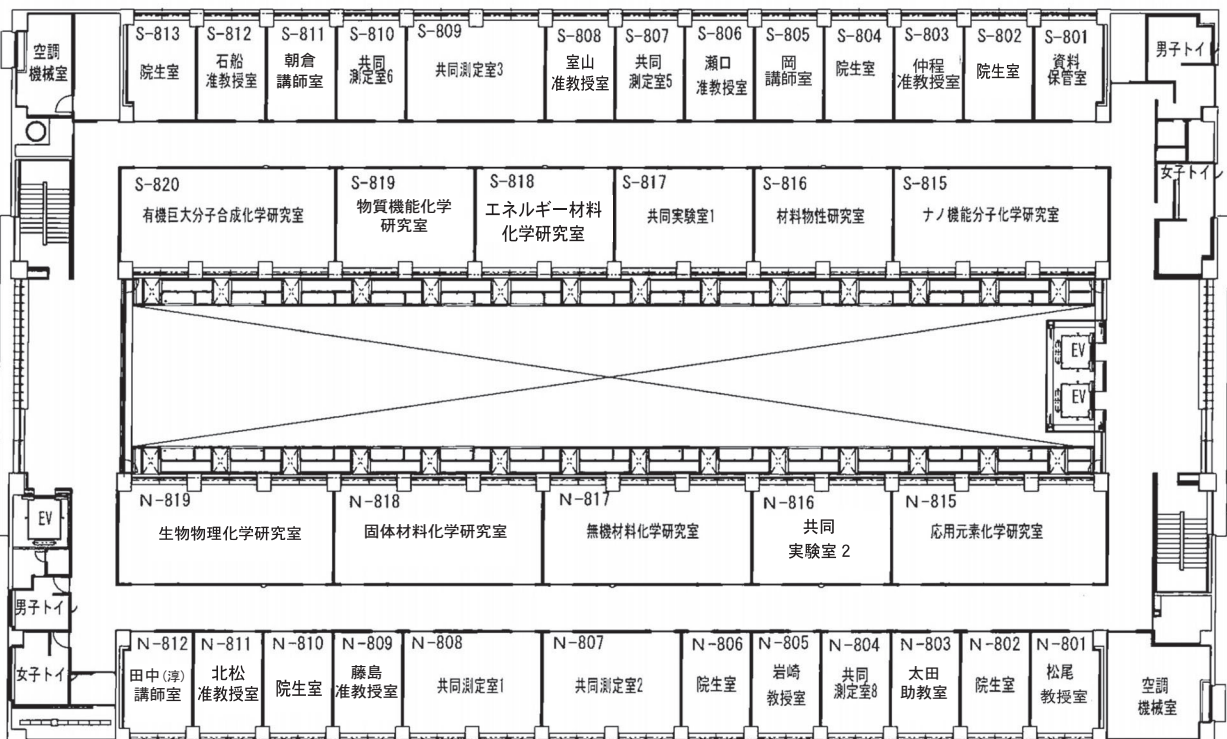 空調
機械室
S-813
院生室
S-812
石船
准教授室
S-811
朝倉
講師室
S-810
共同
測定室6
S-809
共同測定室3
S-808
室山
准教授室
S-807
共同
測定室5
S-806
瀬口
准教授室
S-805
岡
講師室
S-804
院生室
S-803
仲程
准教授室
S-802
院生室
S-801
資料
保管室
男子トイレ
女子トイレ
S-820
有機巨大分子合成化学研究室
S-819
物質機能化学
研究室
S-818
エネルギー材料
化学研究室
S-817
共同実験室1
S-816
材料物性研究室
S-815
ナノ機能分子化学研究室
EV
EV
EV
N-819
生物物理化学研究室
N-818
固体材料化学研究室
N-817
無機材料化学研究室
N-816
共同
実験室 2
N-815
応用元素化学研究室
男子トイレ
女子トイ
N-812
田中(淳)
講師室
N-811
北松
准教授室
N-810
院生室
N-809
藤島
准教授室
N-808
共同測定室1
N-807
共同測定室2
N-806
院生室
N-805
岩崎
教授室
N-804
共同
測定室8
N-803
太田
助教室
N-802
院生室
N-801
松尾
教授室
空調
機械室